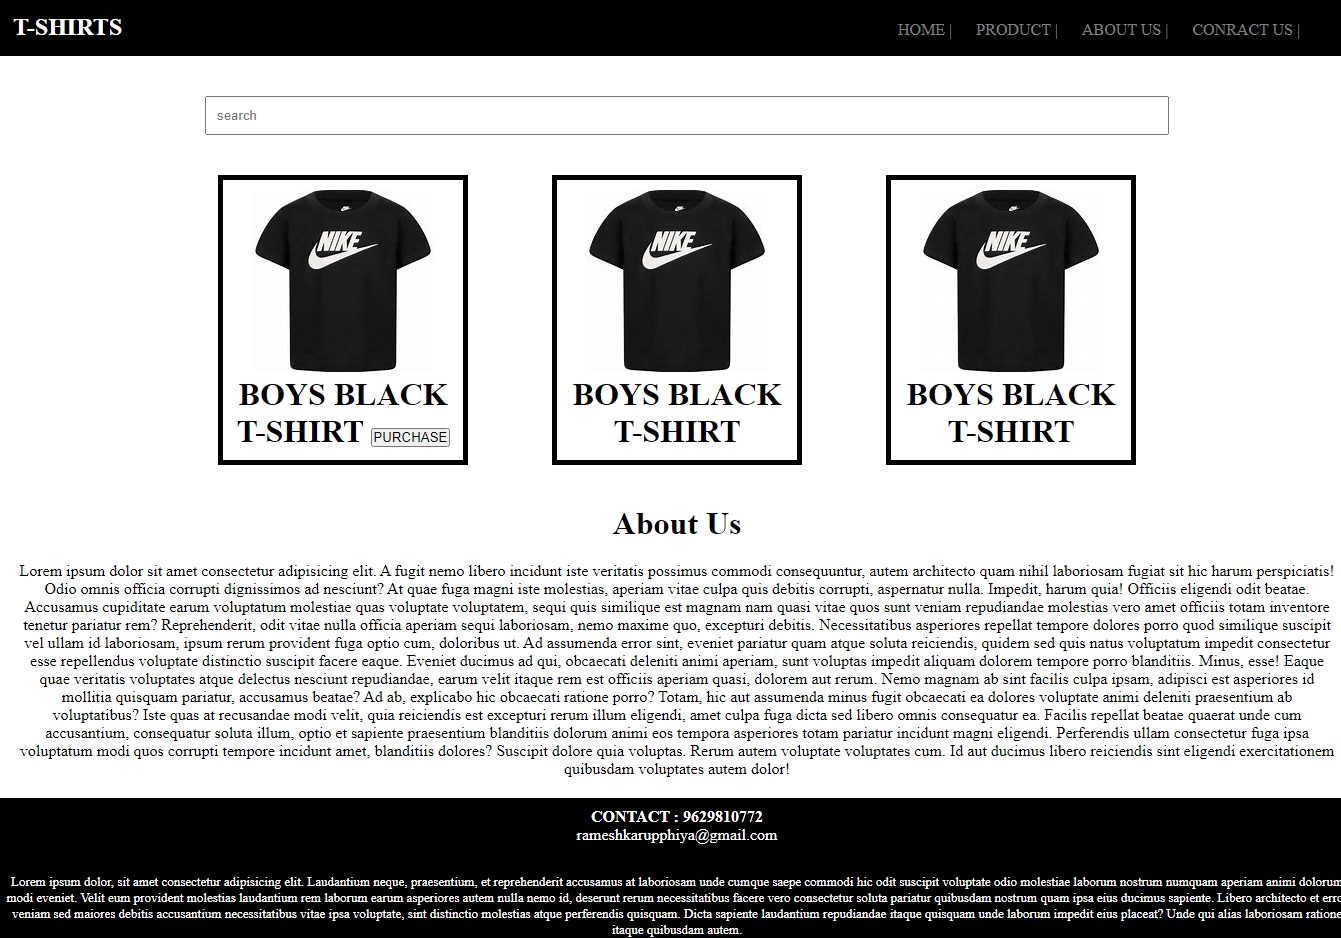 T-SHIRTS
HOME | PRODUCT | ABOUT US | CONRACT US |
search
NIKE NIKE NIKE
BOYS BLACK BOYS BLACK BOYS BLACK
T-SHIRT PURCHASE T-SHIRT T-SHIRT
About Us
Lorem ipsum dolor sit amet consectetur adipisicing elit. A fugit nemo libero incidunt iste veritatis possimus commodi consequuntur, autem architecto quam nihil laboriosam fugiat sit hic harum perspiciatis!
Odio omnis officia corrupti dignissimos ad nesciunt? At quae fuga magni iste molestias, aperiam vitae culpa quis debitis corrupti, aspernatur nulla. Impedit, harum quia! Officiis eligendi odit beatae.
Accusamus cupiditate earum voluptatum molestiae quas voluptate voluptatem, sequi quis similique est magnam nam quasi vitae quos sunt veniam repudiandae molestias vero amet officiis totam inventore
tenetur pariatur rem? Reprehenderit, odit vitae nulla officia aperiam sequi laboriosam, nemo maxime quo, excepturi debitis. Necessitatibus asperiores repellat tempore dolores porro quod similique suscipit
vel ullam id laboriosam, ipsum rerum provident fuga optio cum, doloribus ut. Ad assumenda error sint, eveniet pariatur quam atque soluta reiciendis, quidem sed quis natus voluptatum impedit consectetur
esse repellendus voluptate distinctio suscipit facere eaque. Eveniet ducimus ad qui, obcaecati deleniti animi aperiam, sunt voluptas impedit aliquam dolorem tempore porro blanditiis. Minus, esse! Eaque
quae veritatis voluptates atque delectus nesciunt repudiandae, earum velit itaque rem est officiis aperiam quasi, dolorem aut rerum. Nemo magnam ab sint facilis culpa ipsam, adipisci est asperiores id
mollitia quisquam pariatur, accusamus beatae? Ad ab, explicabo hic obcaecati ratione porro? Totam, hic aut assumenda minus fugit obcaecati ea dolores voluptate animi deleniti praesentium ab
voluptatibus? Iste quas at recusandae modi velit, quia reiciendis est excepturi rerum illum eligendi, amet culpa fuga dicta sed libero omnis consequatur ea. Facilis repellat beatae quaerat unde cum
accusantium, consequatur soluta illum, optio et sapiente praesentium blanditiis dolorum animi eos tempora asperiores totam pariatur incidunt magni eligendi. Perferendis ullam consectetur fuga ipsa
voluptatum modi quos corrupti tempore incidunt amet, blanditiis dolores? Suscipit dolore quia voluptas. Rerum autem voluptate voluptates cum. Id aut ducimus libero reiciendis sint eligendi exercitationem
quibusdam voluptates autem dolor!
CONTACT : 9629810772
rameshkarupphiya@gmail.com
Lorem ipsum dolor, sit amet consectetur adipisicing elit. Laudantium neque, praesentium, et reprehenderit accusamus at laboriosam unde cumque saepe commodi hic odit suscipit voluptate odio molestiae laborum nostrum numquam aperiam animi dolorum
modi eveniet. Velit eum provident molestias laudantium rem laborum earum asperiores autem nulla nemo id, deserunt rerum necessitatibus facere vero consectetur soluta pariatur quibusdam nostrum quam ipsa eius ducimus sapiente. Libero architecto et erro
veniam sed maiores debitis accusantium necessitatibus vitae ipsa voluptate, sint distinctio molestias atque perferendis quisquam. Dicta sapiente laudantium repudiandae itaque quisquam unde laborum impedit eius placeat? Unde qui alias laboriosam ratione
itaque quibusdam autem.